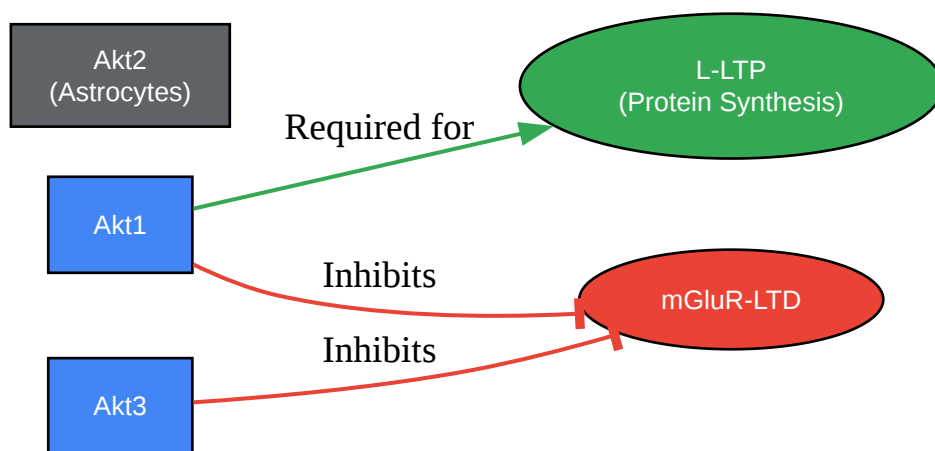 Akt2
(Astrocytes)
L-LTP
(Protein Synthesis)
Required for
Akt1
Inhibits
mGluR-LTD
Inhibits
Akt3